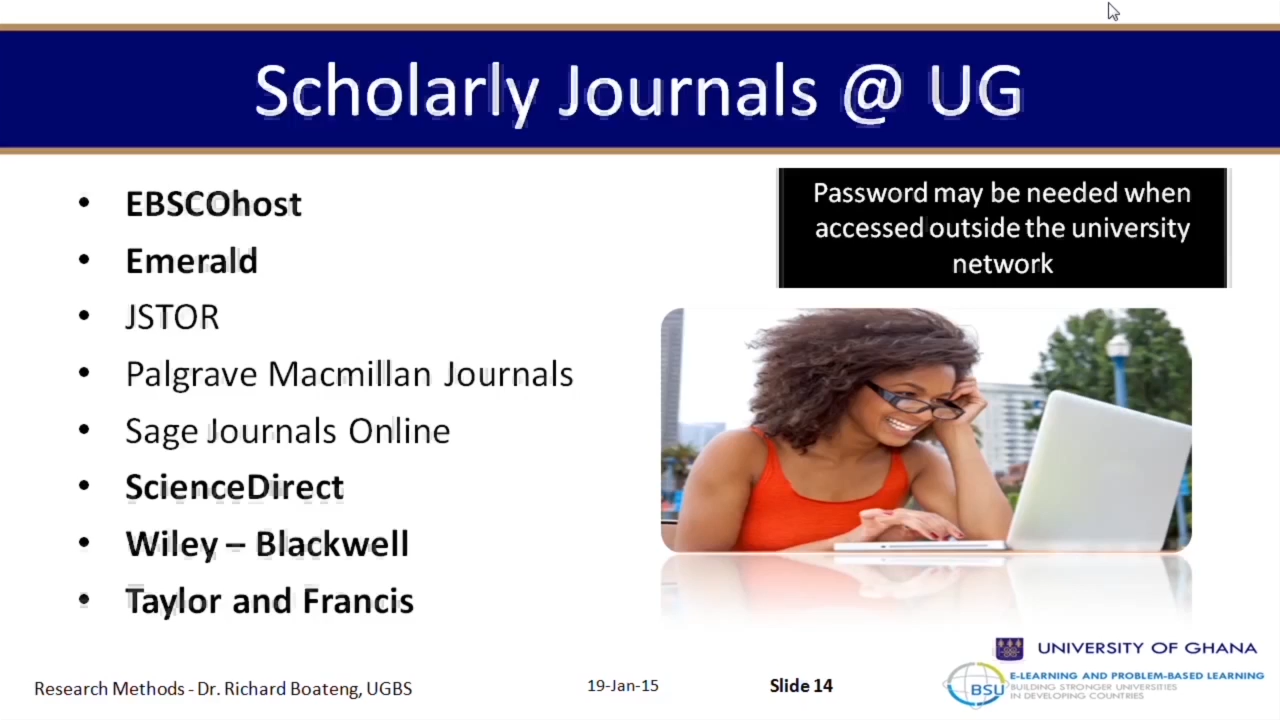 Scholarly Journals @ UG
• EBSCOhost
• Emerald
• JSTOR
• Palgrave Macmillan Journals
• Sage Journals Online
• ScienceDirect
• Wiley – Blackwell
• Taylor and Francis
Password may be needed when
accessed outside the university
network
UNIVERSITY OF GHANA
BSU
E-LEARNING AND PROBLEM-BASED LEARNING
BUILDING STRONGER UNIVERSITIES
IN DEVELOPING COUNTRIES
Research Methods - Dr. Richard Boateng, UGBS
19-Jan-15
Slide 14